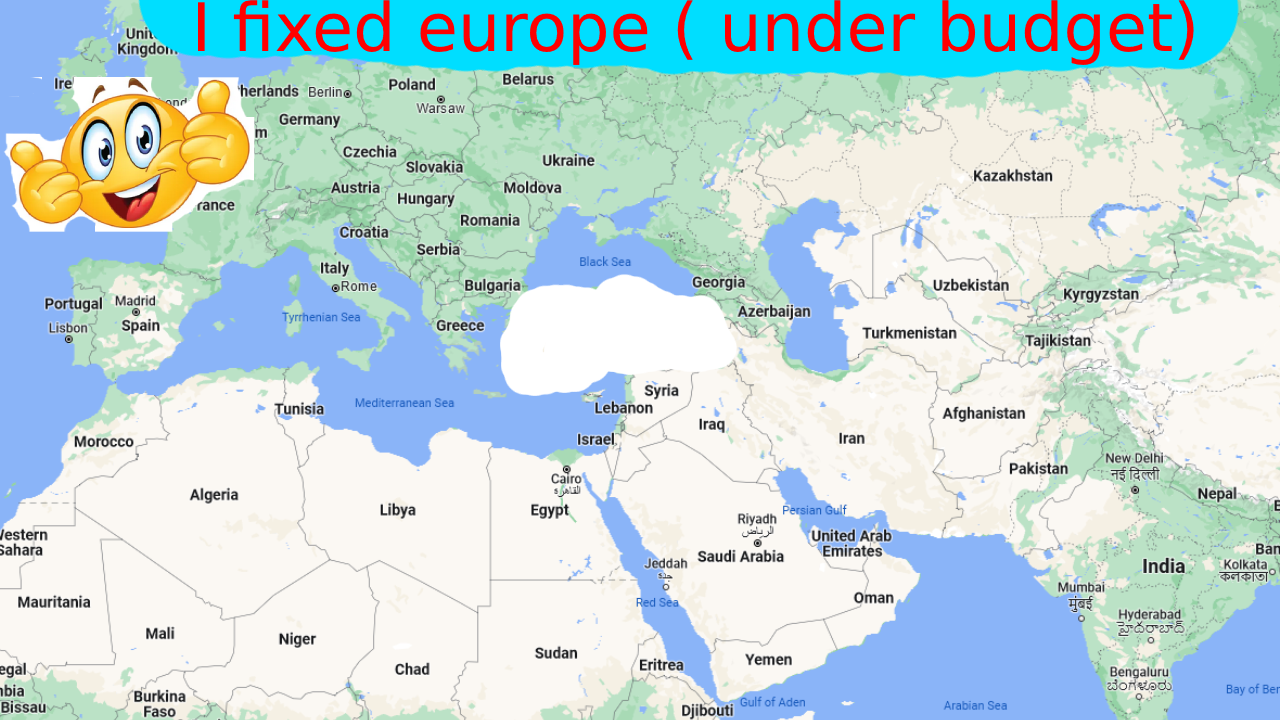 I fixed europe ( under budget)
Unit
Kingdom
Ire
herlands
Berlin
Poland
Belarus
Warsaw
Germany
Czechia
Slovakia
Ukraine
Austria
Hungary
Moldova
Kazakhstan
rance
Romania
Croatia
Serbia
Black Sea
Italy
Rome
Bulgaria
Georgia
Uzbekistan
Kyrgyzstan
Portugal
Madrid
Azerbaijan
Lisbon
Spain
Tyrrhenian Sea
Greece
Turkmenistan
Tajikistan
Syria
Tunisia
Mediterranean Sea
Lebanon
Afghanistan
Morocco
Israel
Iraq
Iran
Pakistan
New Delhi
नई दिल्ली
Cairo
القاهرة
Algeria
Libya
Egypt
Nepal
Persian Gulf
Riyadh
الرياض
Western
Sahara
United Arab
Emirates
Saudi Arabia
Jeddah
جدة
India
Ban
Kolkata
কলকাতা
Mumbai
मुंबई
Mauritania
Red Sea
Oman
Hyderabad
హైదరాబాద్
Mali
Niger
Sudan
Eritrea
Yemen
Chad
egal
Bengaluru
ಬೆಂಗಳೂರು
nbia
Bissau
Burkina
Faso
Gulf of Aden
Djibouti
Arabian Sea
Bay of Ben